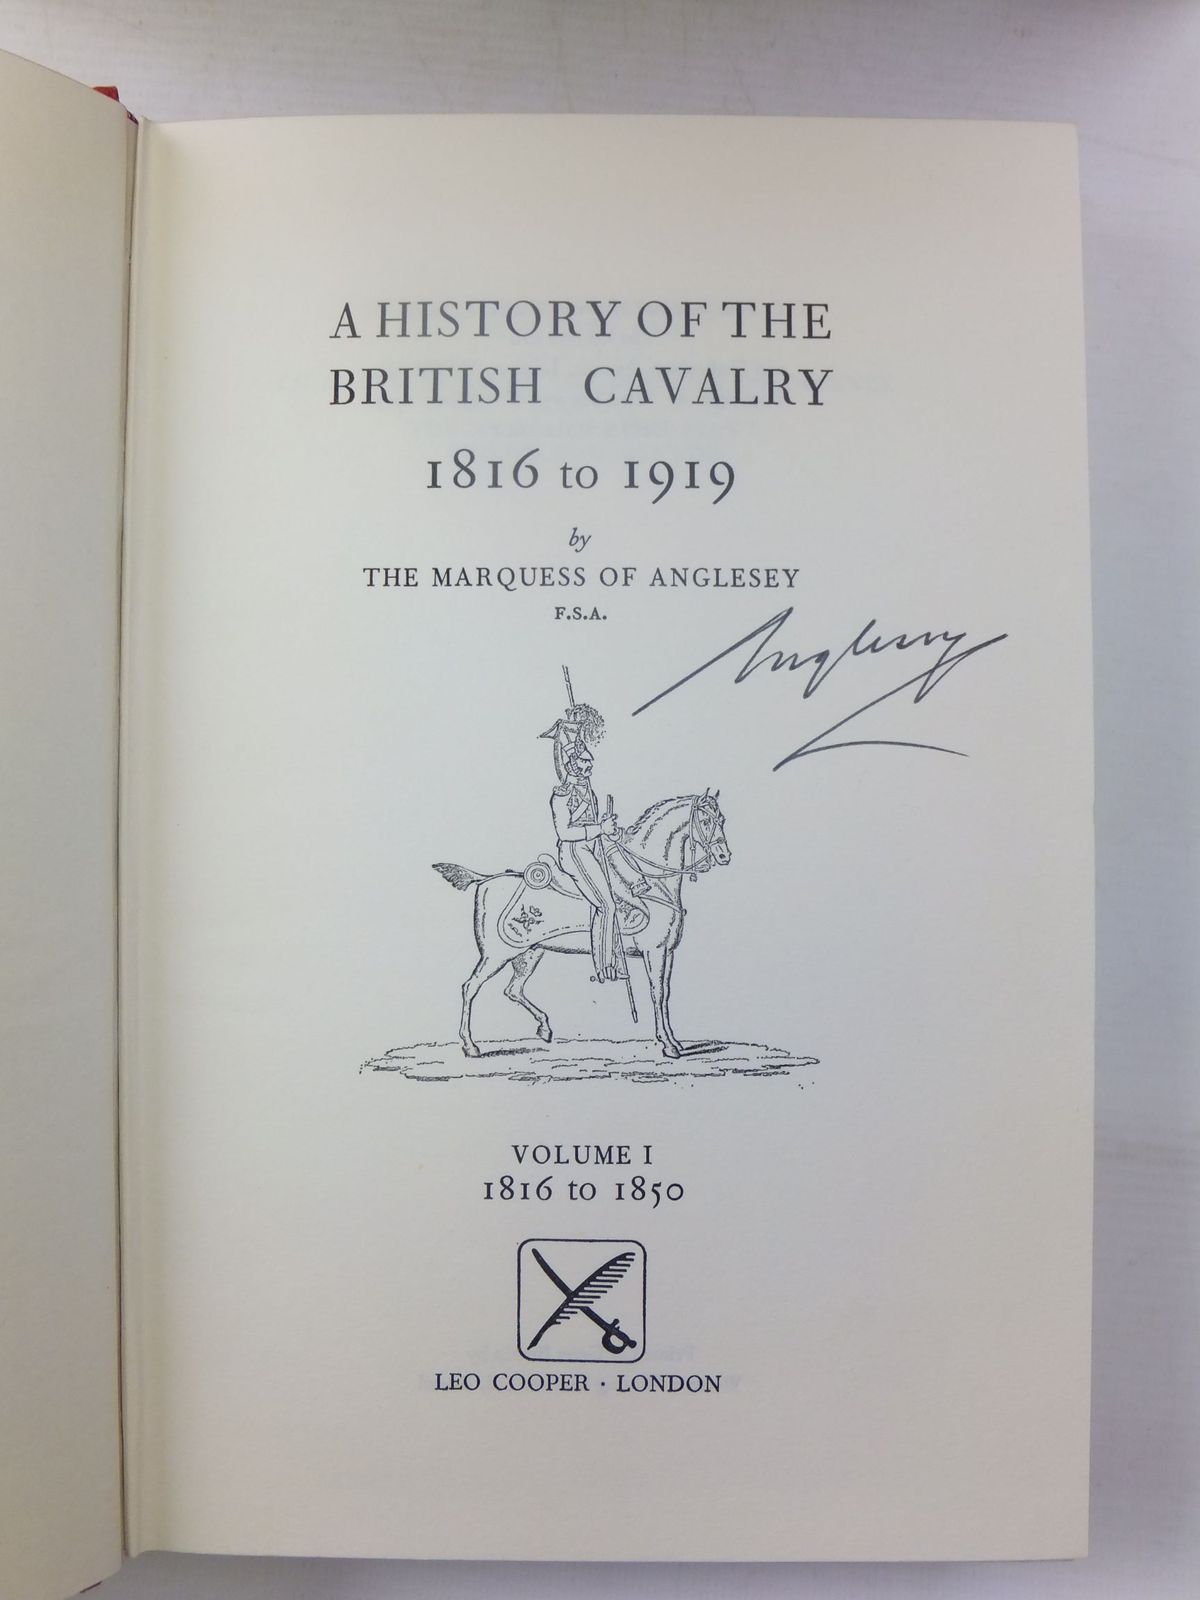 A HISTORY OF THE
BRITISH CAVALRY
1816 to 1919
by
THE MARQUESS OF ANGLESEY
F.S.A.
Anglesey
VOLUME I
1816 to 1850
LEO COOPER · LONDON